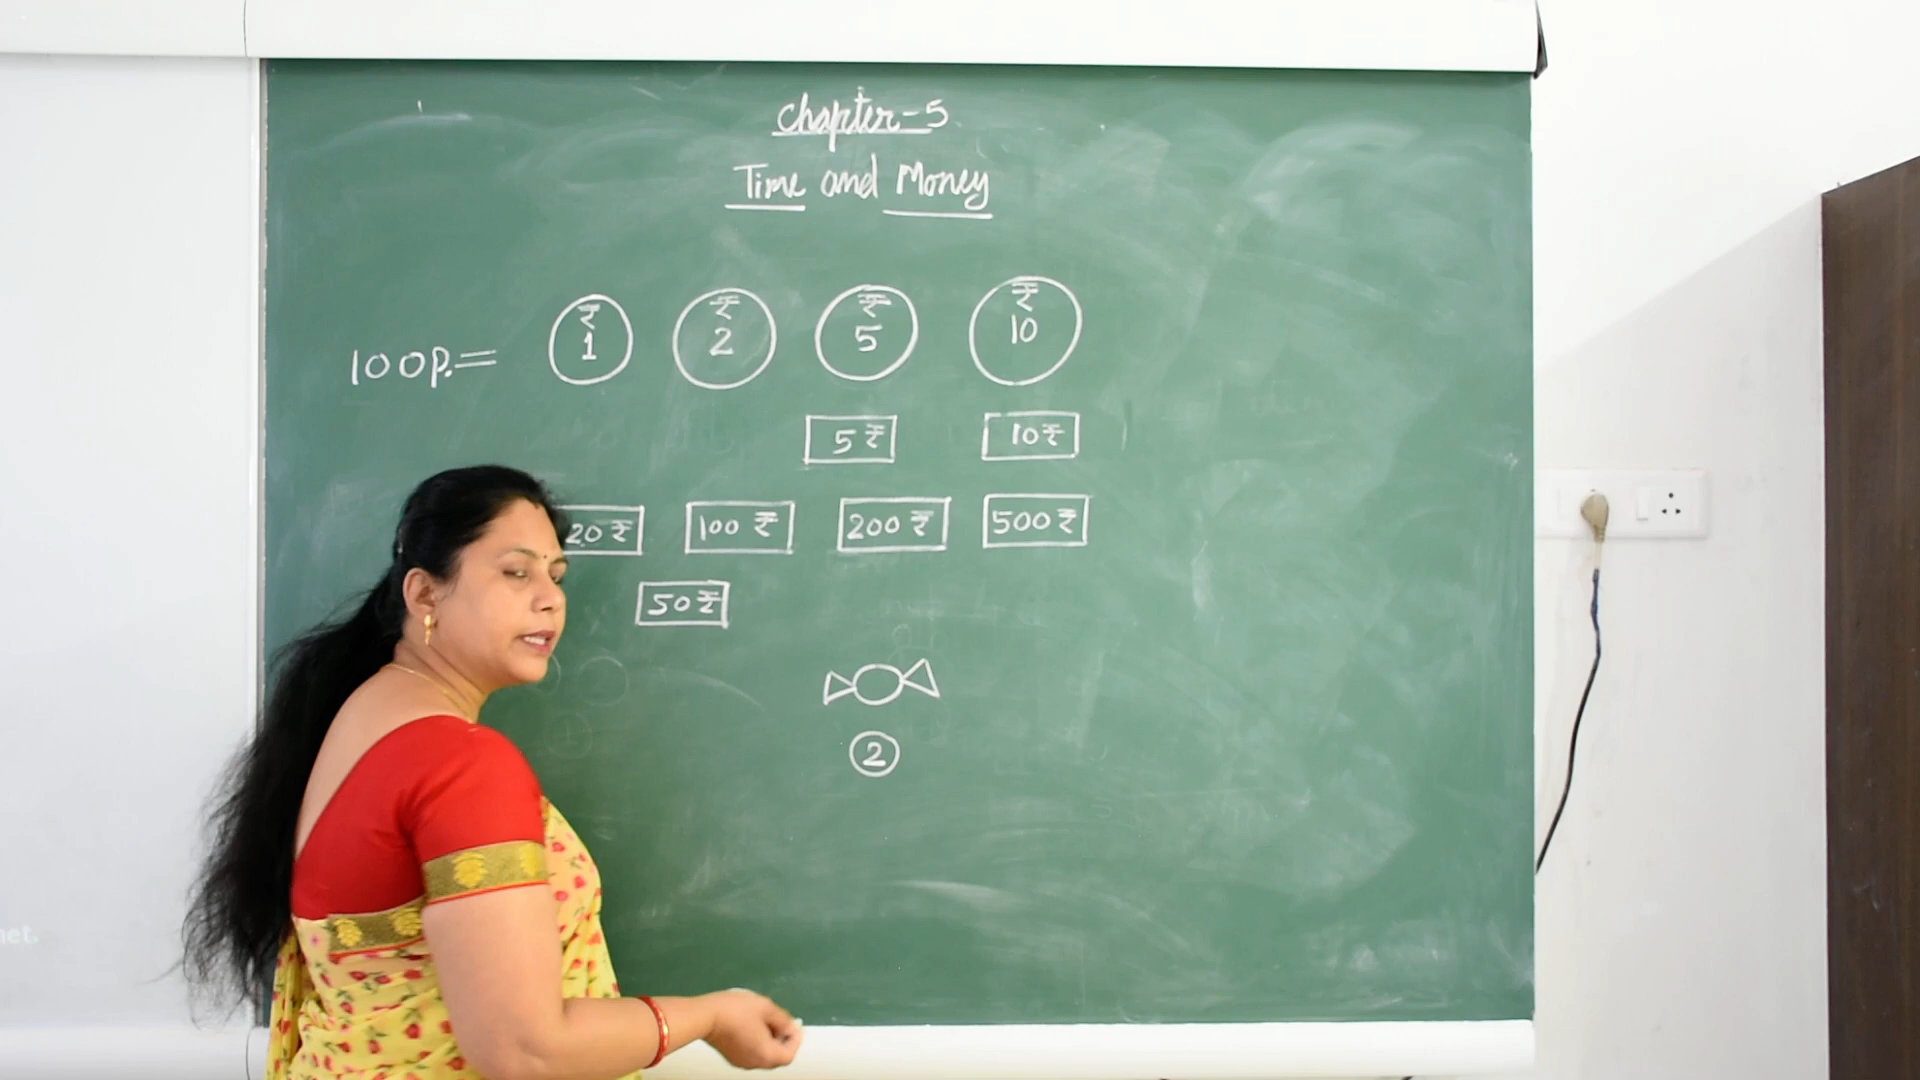 Chapter-5
Time and Money
100p.= ₹1 ₹2 ₹5 ₹10
5₹ 10₹
20₹ 100₹ 200₹ 500₹
50₹
2